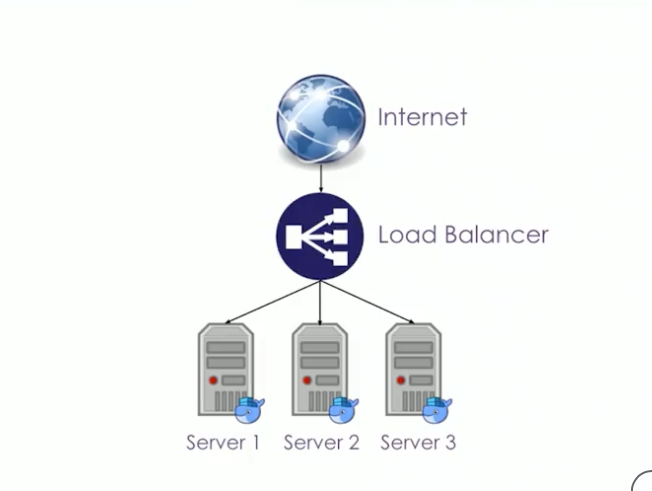 Internet
Load Balancer
Server 1
Server 2
Server 3